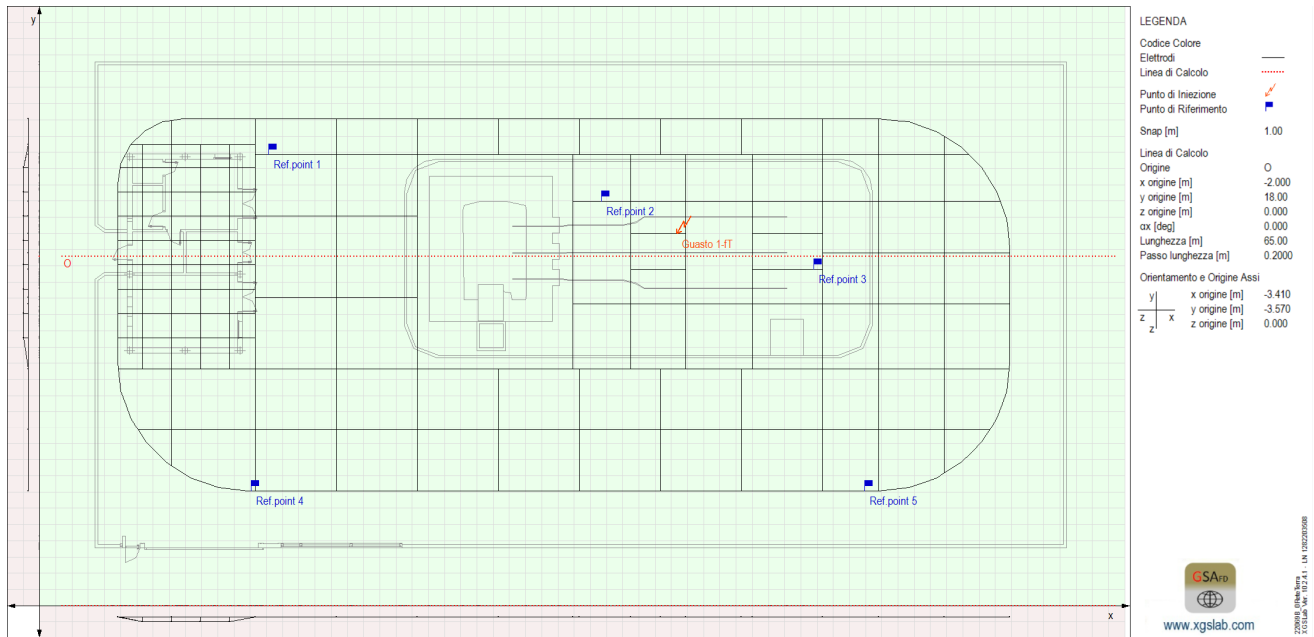 y
Ref.point 1
Ref.point 2
Guasto 1-fT
O
Ref.point 3
Ref.point 4
Ref.point 5
x
LEGENDA
Codice Colore
Elettrodi
Linea di Calcolo
Punto di Iniezione
Punto di Riferimento
Snap [m] 1.00
Linea di Calcolo
Origine O
x origine [m] -2.000
y origine [m] 18.00
z origine [m] 0.000
αx [deg] 0.000
Lunghezza [m] 65.00
Passo lunghezza [m] 0.2000
Orientamento e Origine Assi
y x origine [m] -3.410
z x y origine [m] -3.570
z z origine [m] 0.000
GSAFD
www.xgslab.com